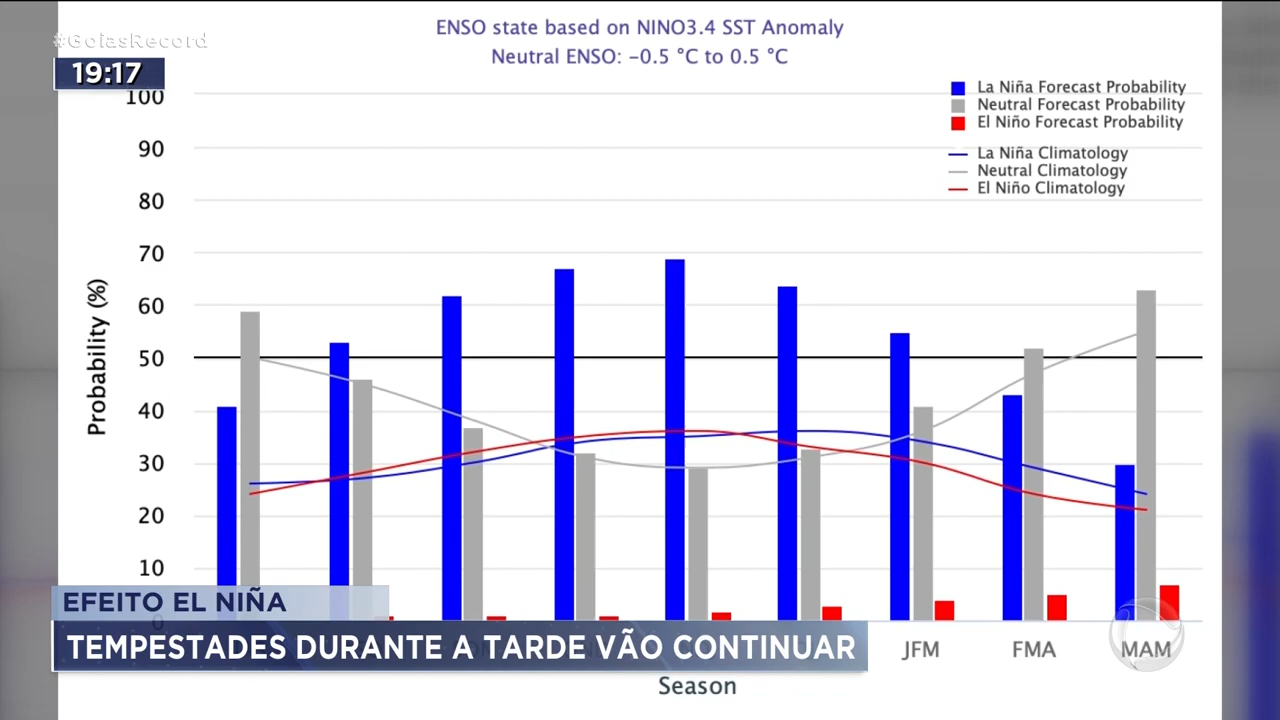 ENSO state based on NINO3.4 SST Anomaly
Neutral ENSO: −0.5 °C to 0.5 °C
#GoiasRecord
19:17
La Niña Forecast Probability
Neutral Forecast Probability
El Niño Forecast Probability
La Niña Climatology
Neutral Climatology
El Niño Climatology
100
90
80
70
60
50
40
30
20
10
0
Probability (%)
EFEITO EL NIÑA
TEMPESTADES DURANTE A TARDE VÃO CONTINUAR
JFM
FMA
MAM
Season